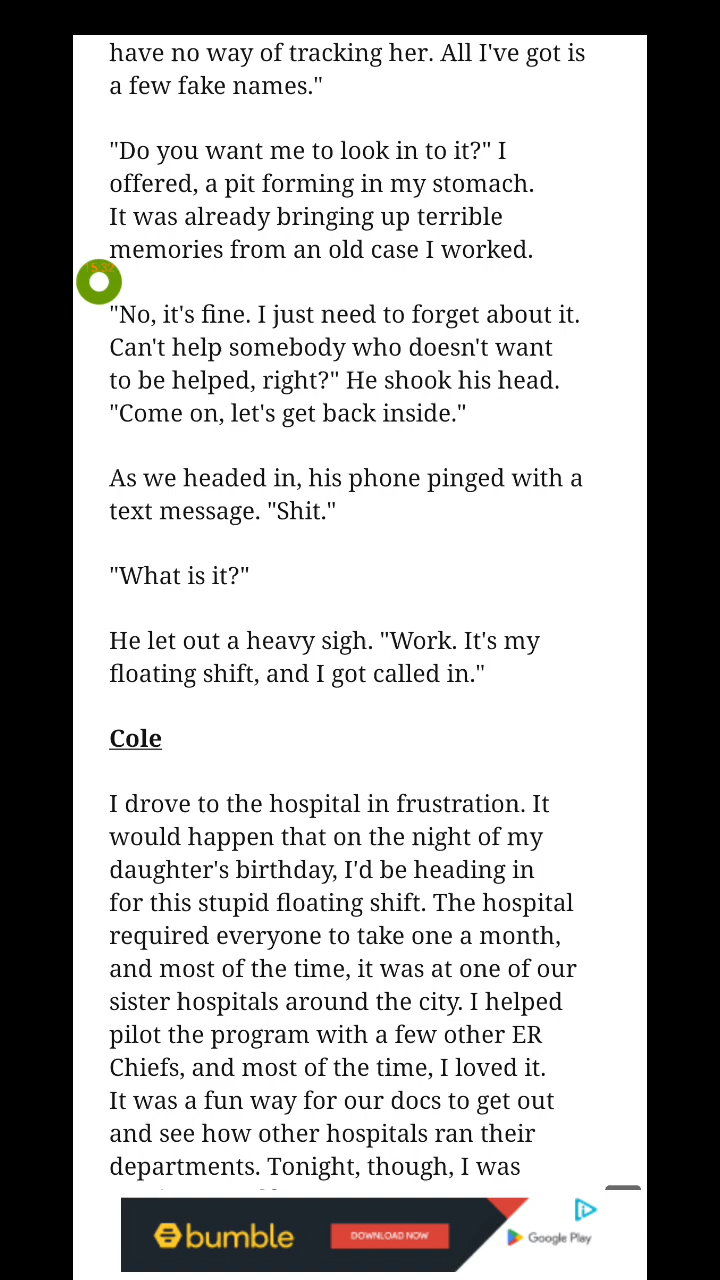 have no way of tracking her. All I've got is
a few fake names."
"Do you want me to look in to it?" I
offered, a pit forming in my stomach.
It was already bringing up terrible
memories from an old case I worked.
"No, it's fine. I just need to forget about it.
Can't help somebody who doesn't want
to be helped, right?" He shook his head.
"Come on, let's get back inside."
As we headed in, his phone pinged with a
text message. "Shit."
"What is it?"
He let out a heavy sigh. "Work. It's my
floating shift, and I got called in."
Cole
I drove to the hospital in frustration. It
would happen that on the night of my
daughter's birthday, I'd be heading in
for this stupid floating shift. The hospital
required everyone to take one a month,
and most of the time, it was at one of our
sister hospitals around the city. I helped
pilot the program with a few other ER
Chiefs, and most of the time, I loved it.
It was a fun way for our docs to get out
and see how other hospitals ran their
departments. Tonight, though, I was
bumble
DOWNLOAD NOW
Google Play